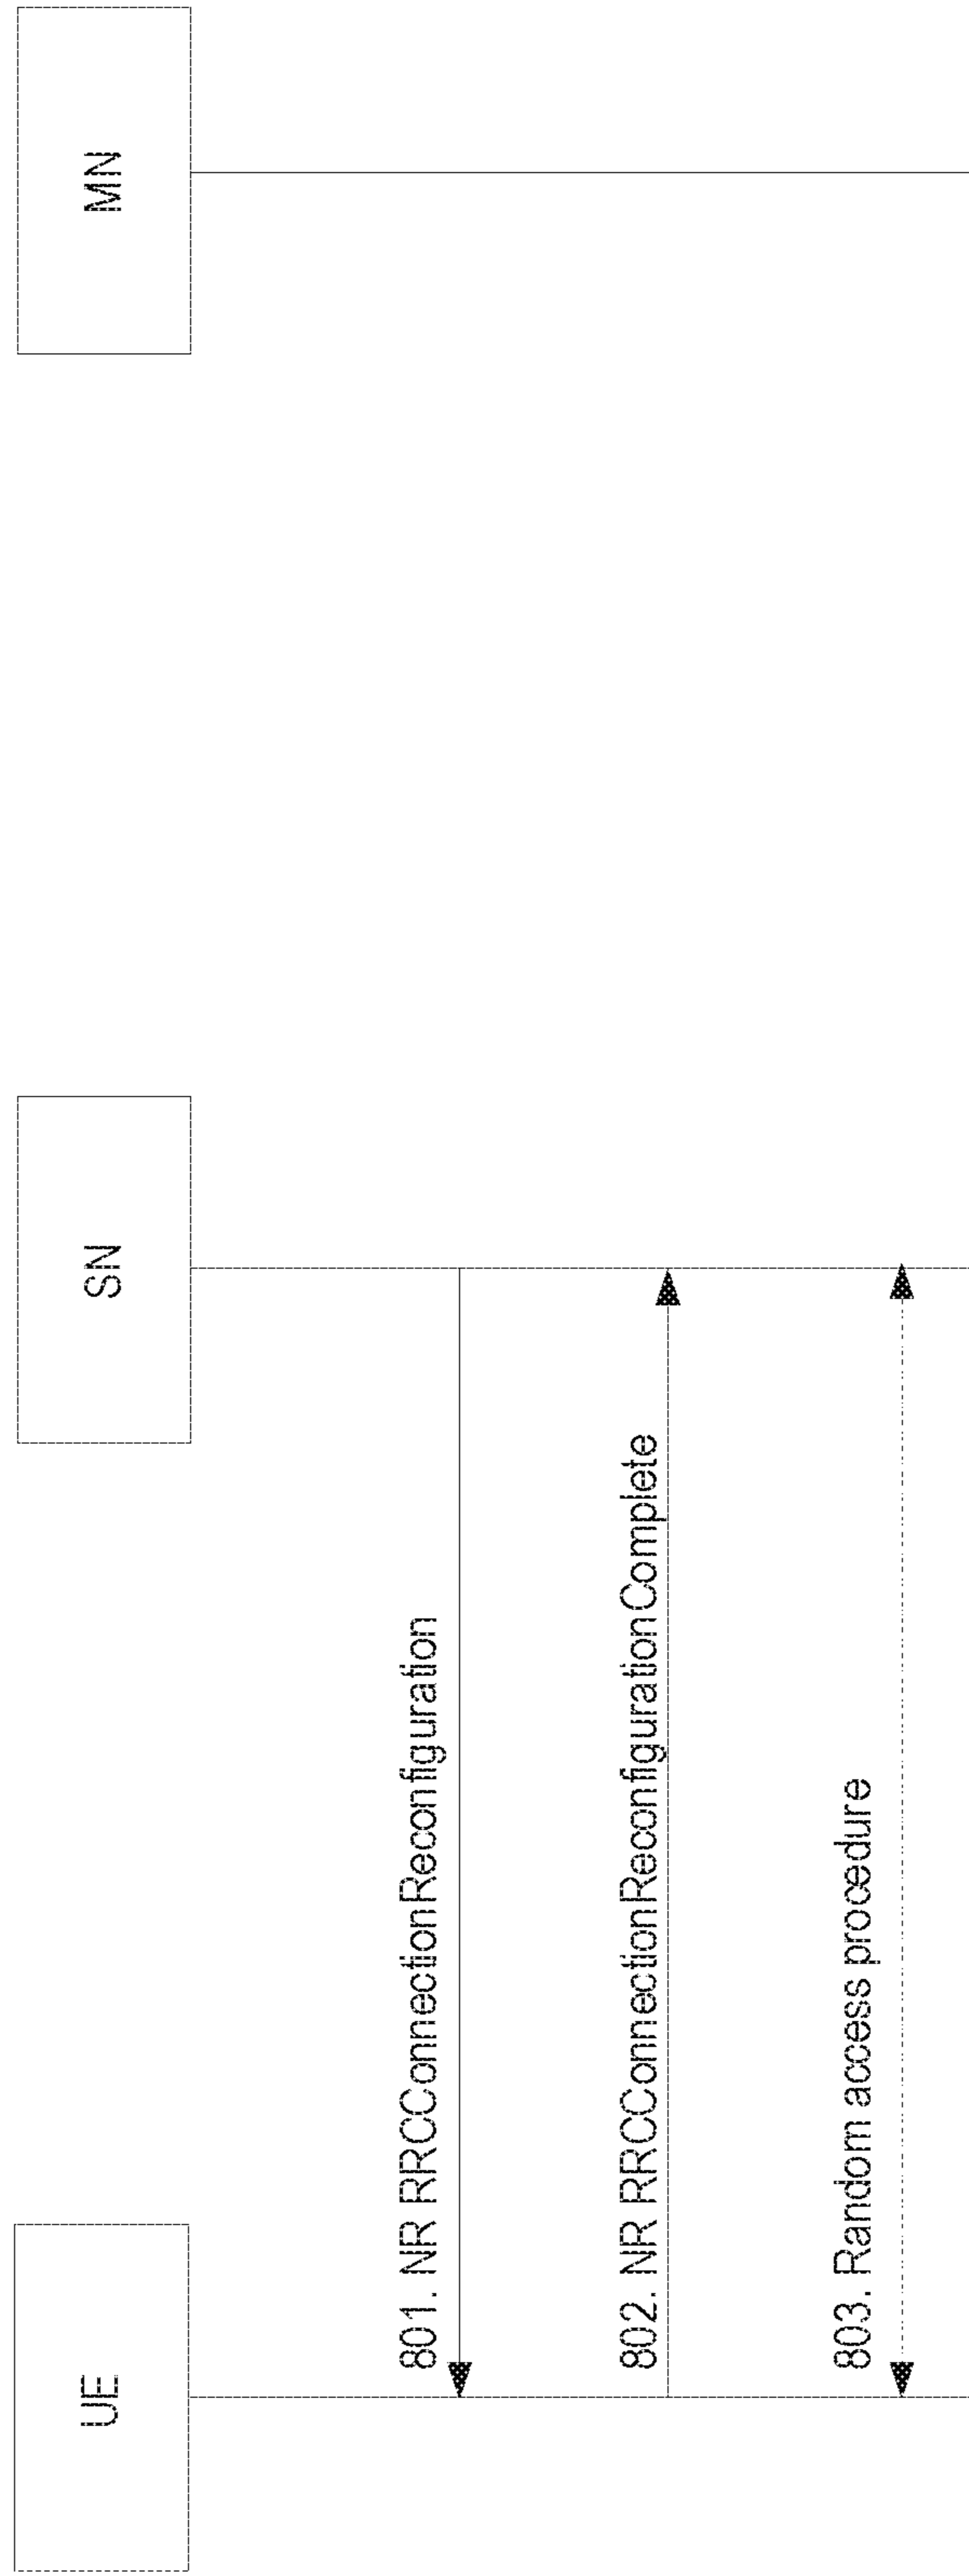 UE
SN
MN
801. NR RRCConnectionReconfiguration
802. NR RRCConnectionReconfigurationComplete
803. Random access procedure